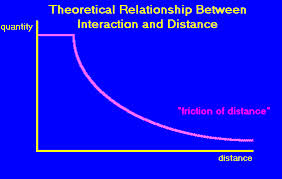 Theoretical Relationship Between
Interaction and Distance
quantity
"friction of distance"
distance